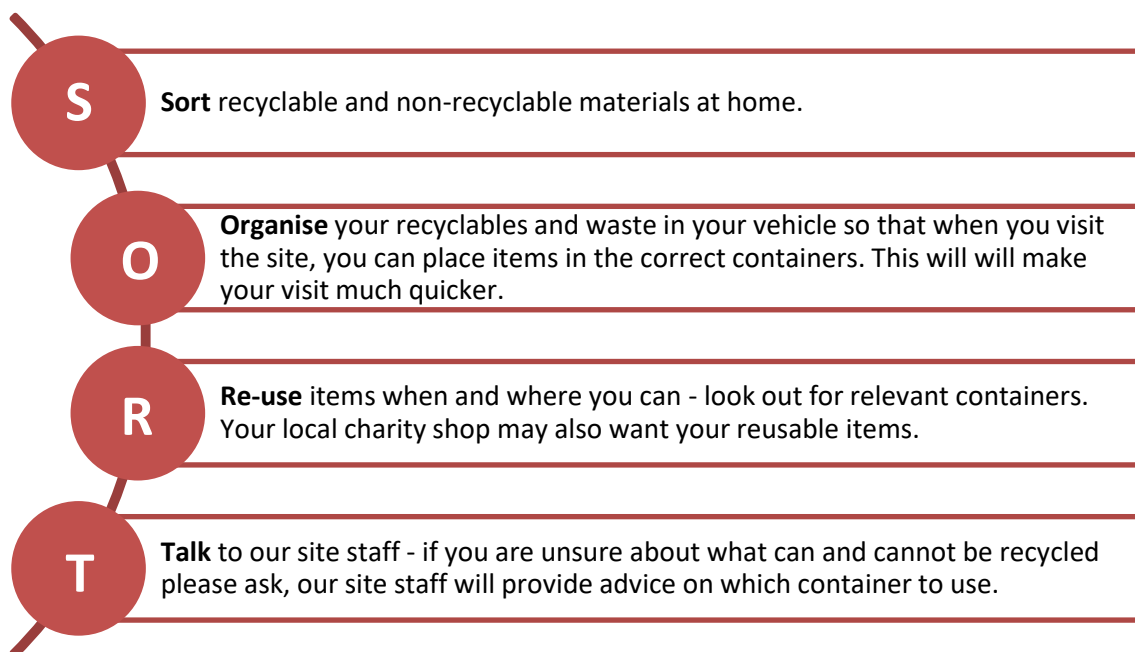 S
Sort recyclable and non-recyclable materials at home.
O
Organise your recyclables and waste in your vehicle so that when you visit
the site, you can place items in the correct containers. This will will make
your visit much quicker.
R
Re-use items when and where you can - look out for relevant containers.
Your local charity shop may also want your reusable items.
T
Talk to our site staff - if you are unsure about what can and cannot be recycled
please ask, our site staff will provide advice on which container to use.